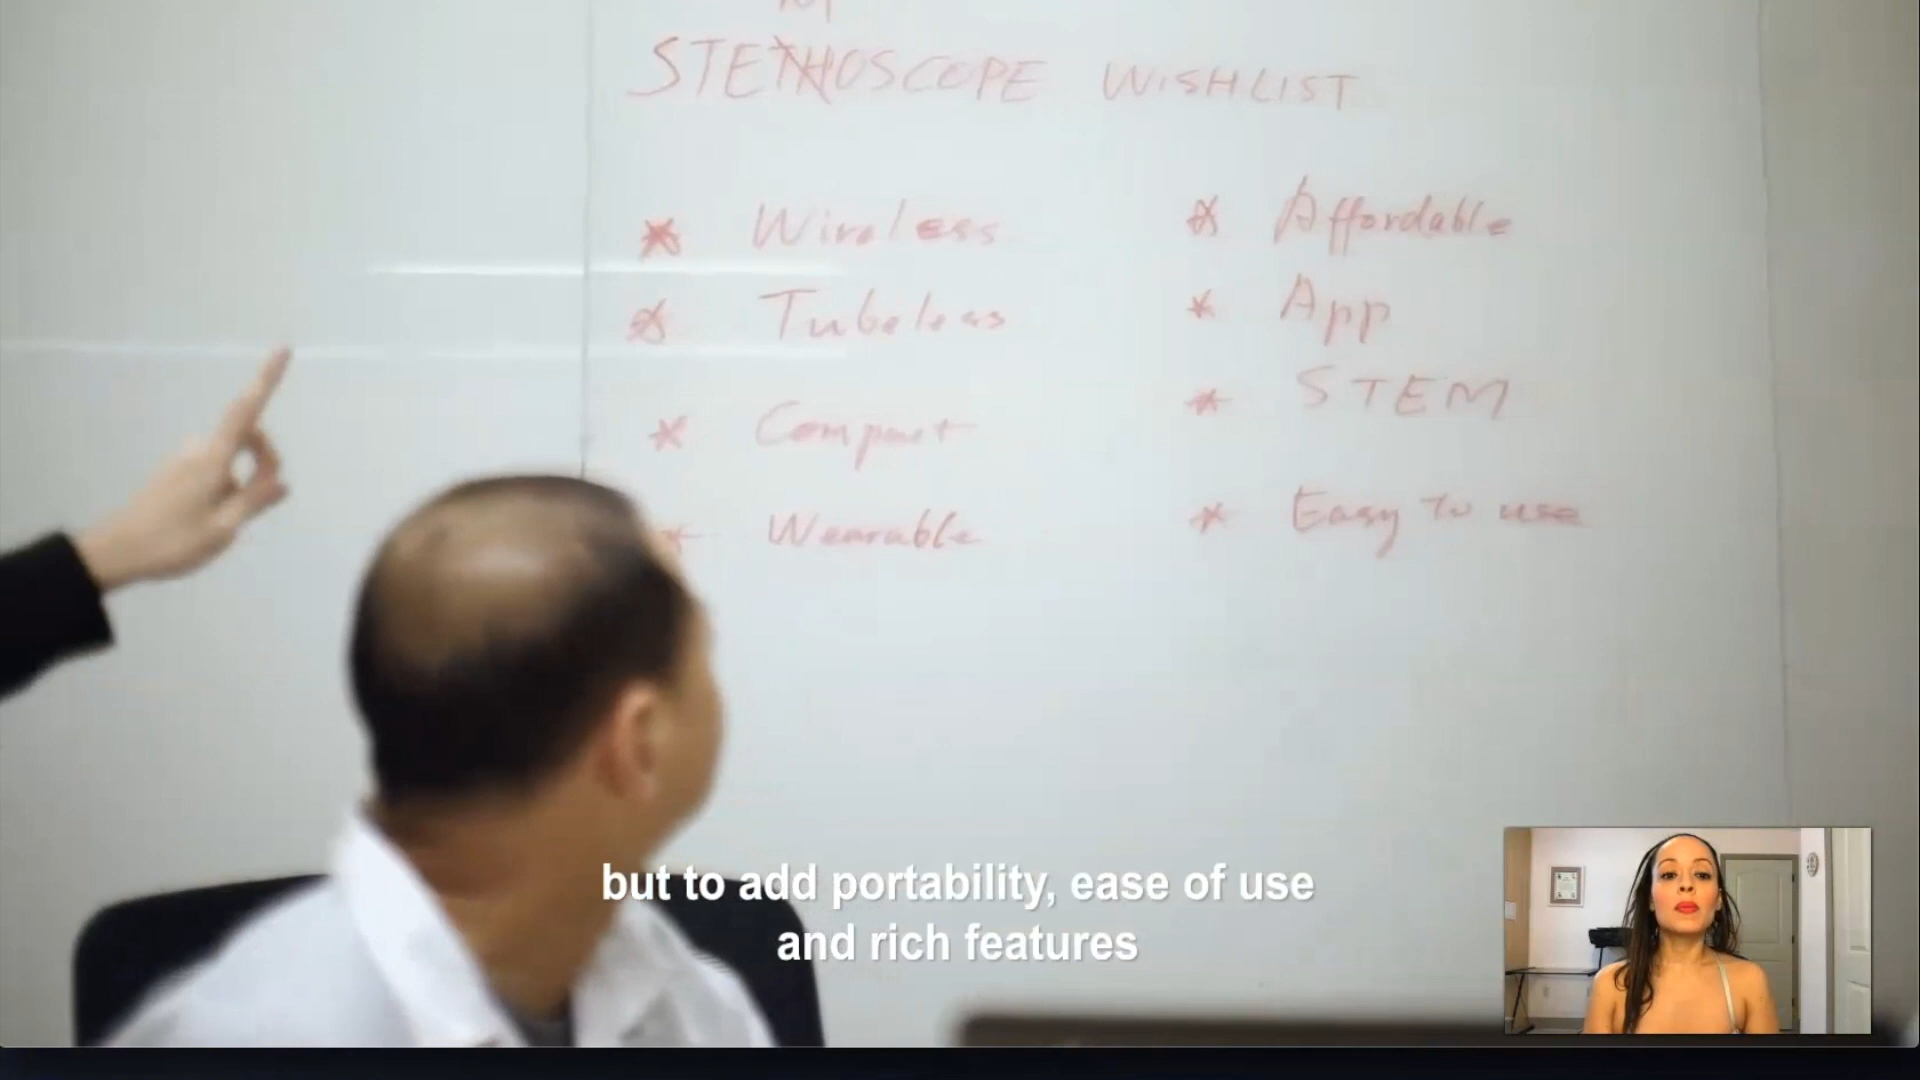 STETHOSCOPE WISHLIST
* Wireless
* Tubeless
* Compact
* Wearable
* Affordable
* App
* STEM
* Easy to use
but to add portability, ease of use
and rich features